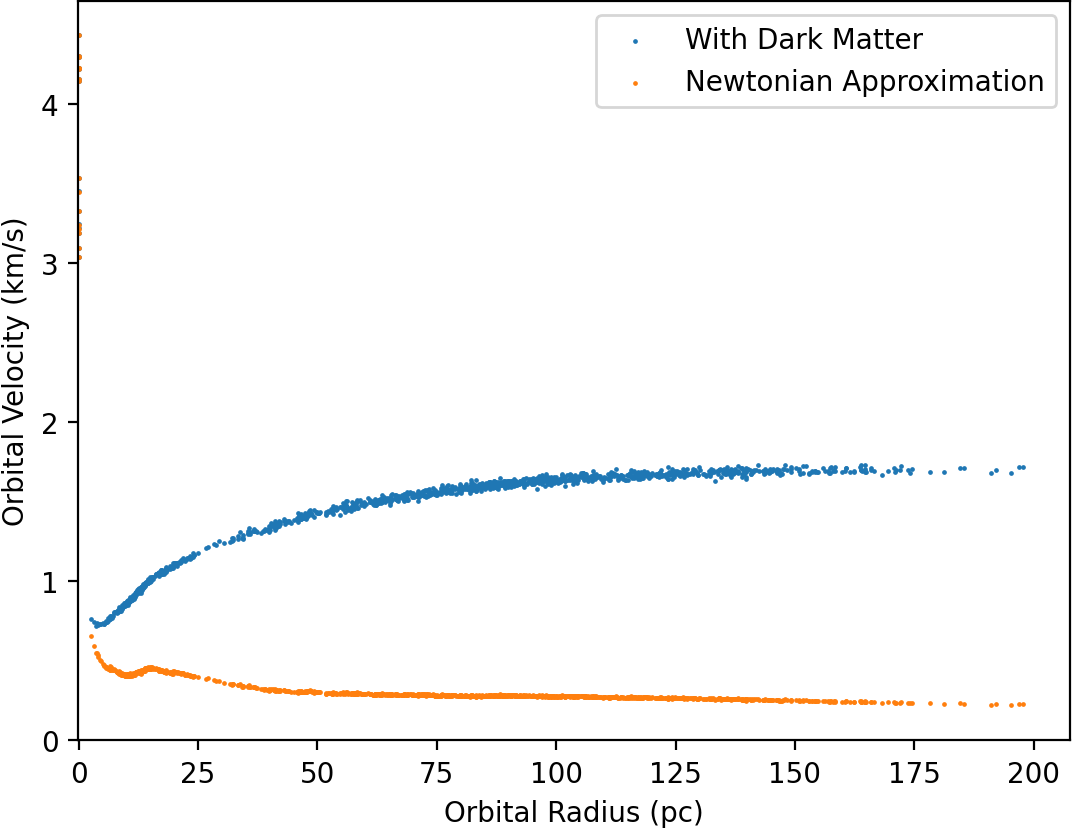 With Dark Matter
Newtonian Approximation
Orbital Velocity (km/s)
4
3
2
1
0
0 25 50 75 100 125 150 175 200
Orbital Radius (pc)